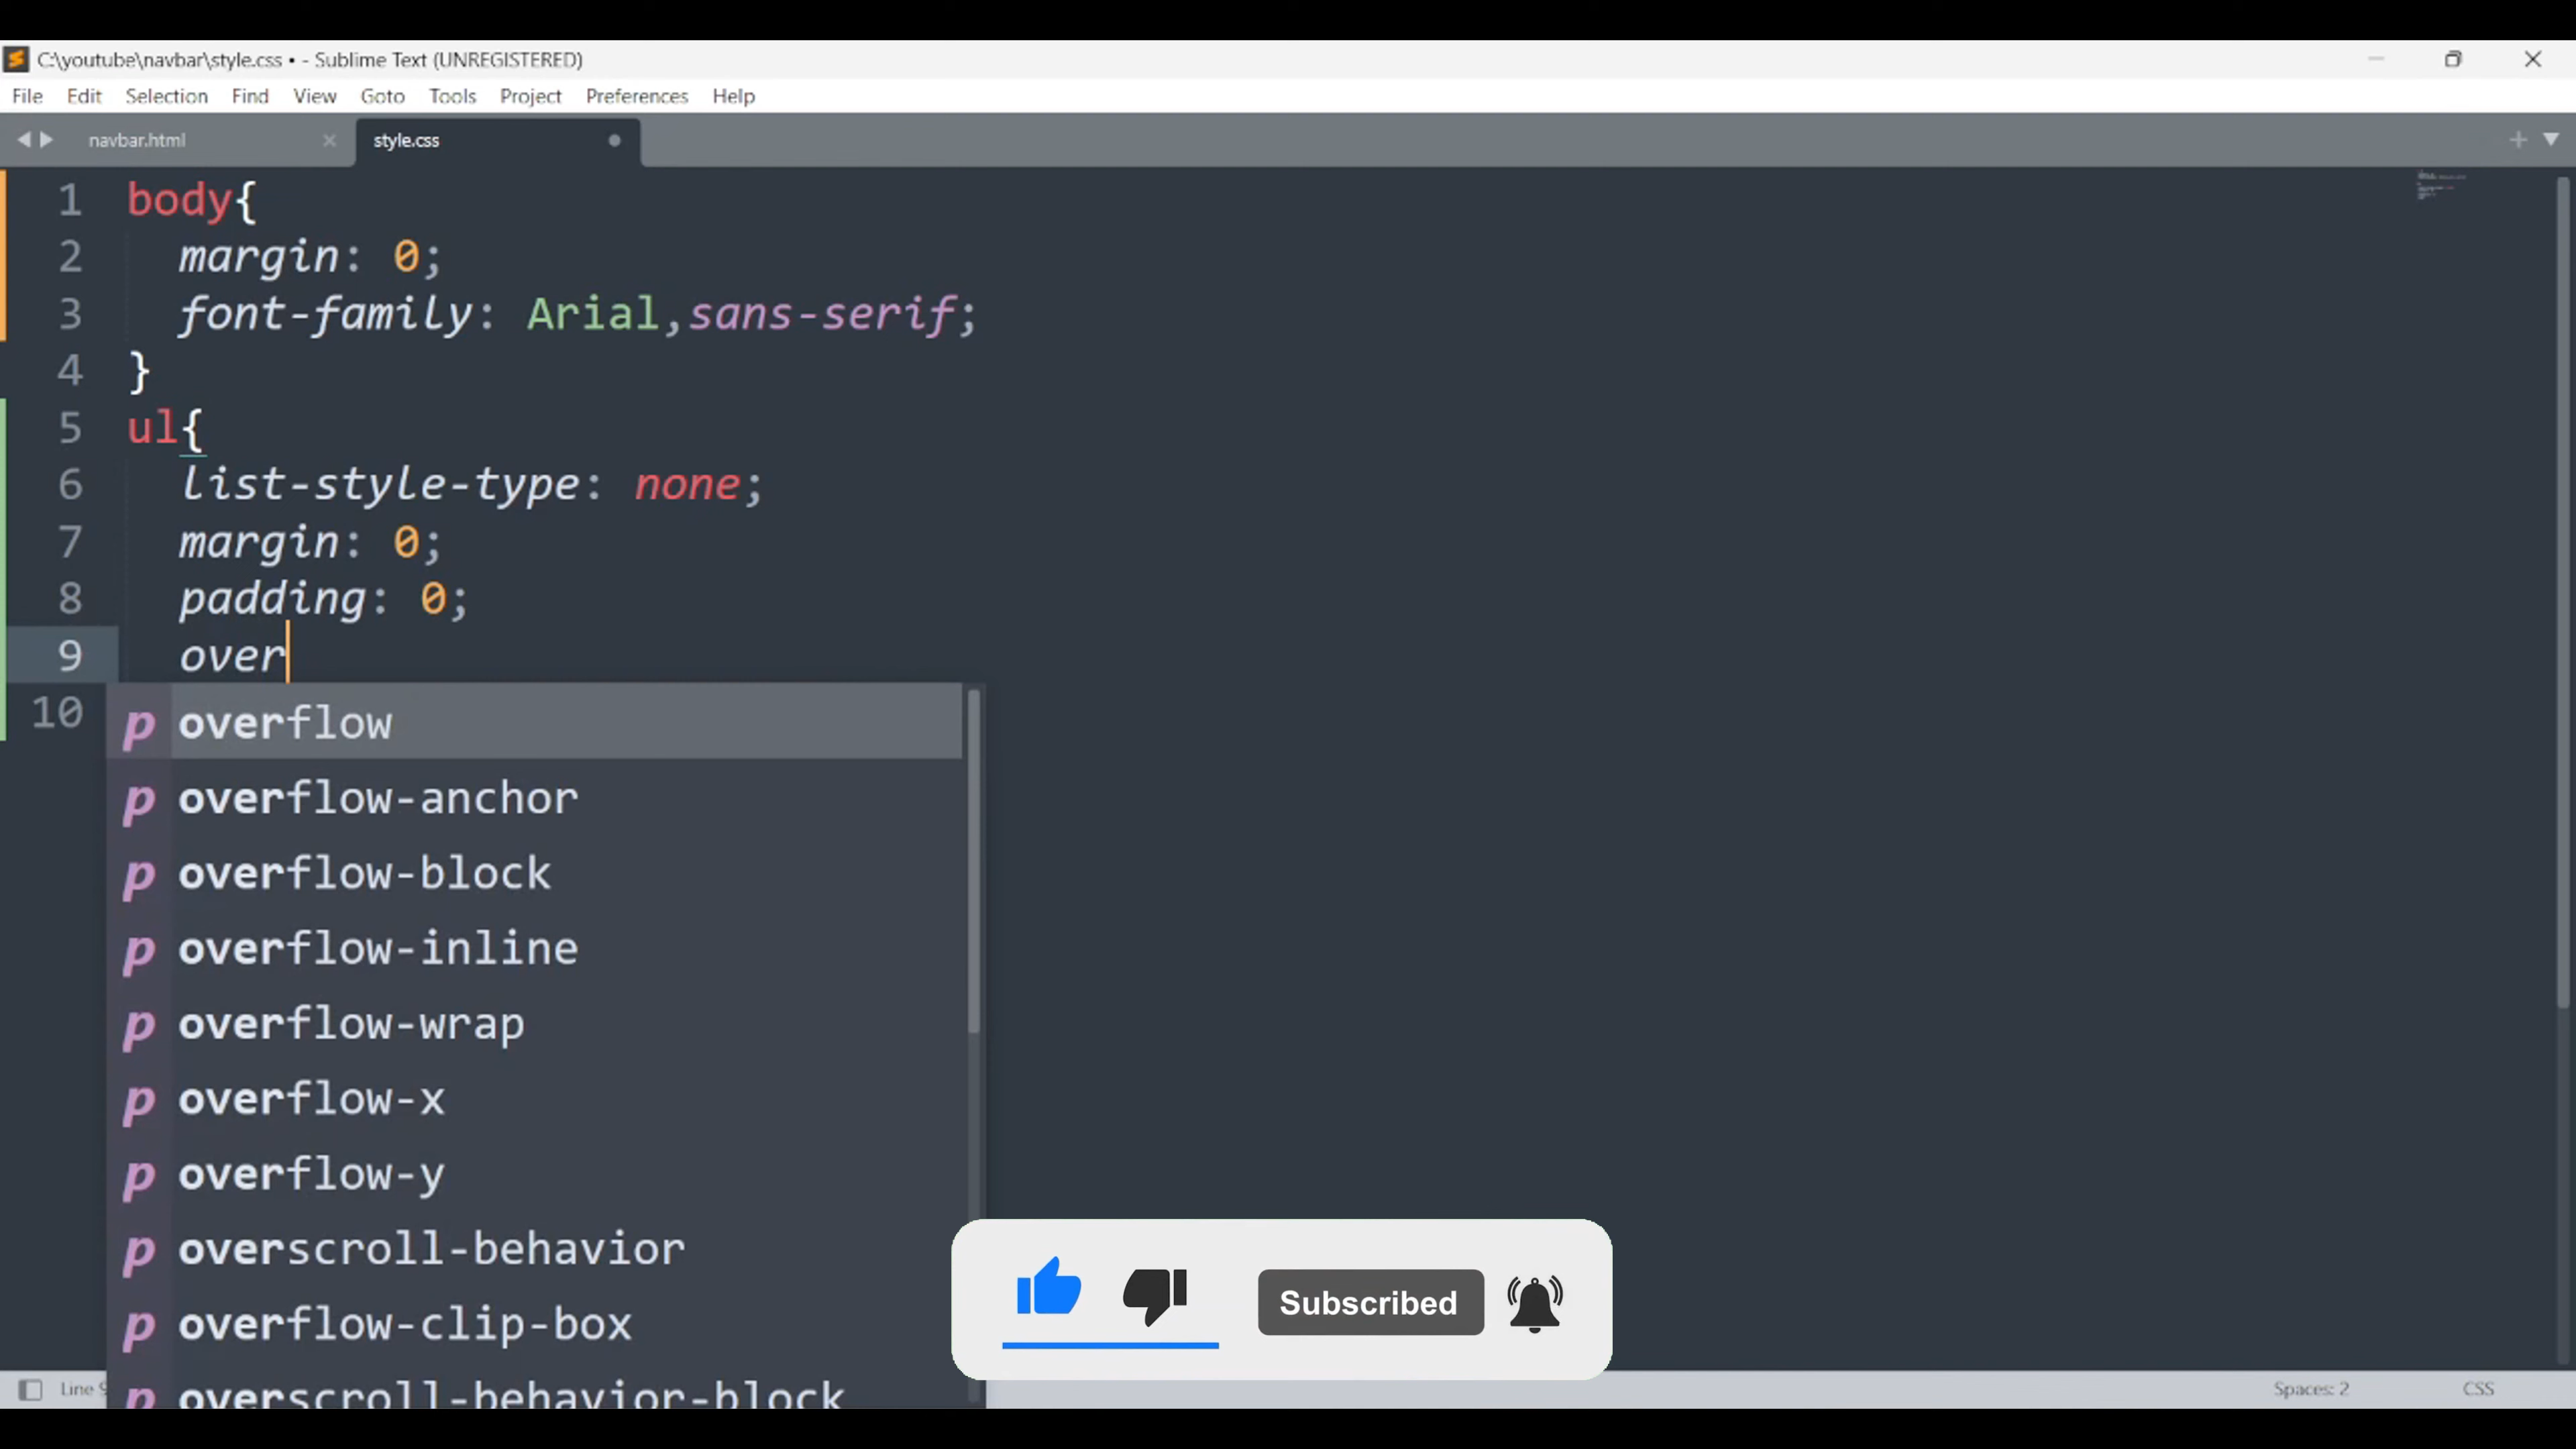 C:\youtube\navbar\style.css • - Sublime Text (UNREGISTERED)
File Edit Selection Find View Goto Tools Project Preferences Help
navbar.html style.css
1 body{
2 margin: 0;
3 font-family: Arial,sans-serif;
4 }
5 ul{
6 list-style-type: none;
7 margin: 0;
8 padding: 0;
9 over
10
p overflow
p overflow-anchor
p overflow-block
p overflow-inline
p overflow-wrap
p overflow-x
p overflow-y
p overscroll-behavior
p overflow-clip-box
p overscroll-behavior-block
Subscribed
Line 9
Spaces: 2 CSS